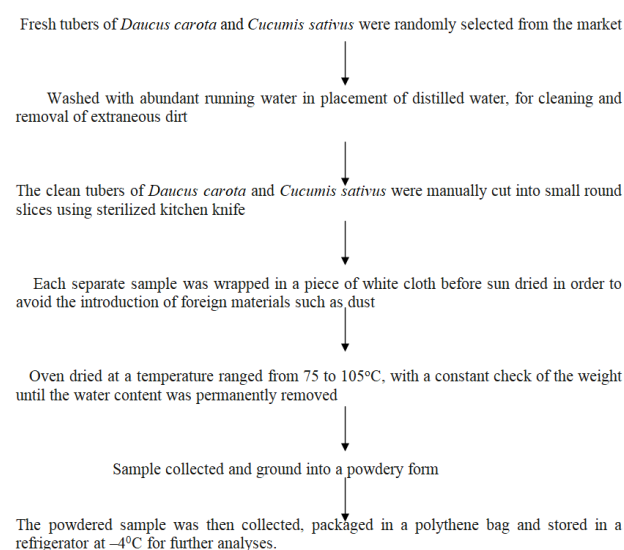 Fresh tubers of Daucus carota and Cucumis sativus were randomly selected from the market
Washed with abundant running water in placement of distilled water, for cleaning and
removal of extraneous dirt
The clean tubers of Daucus carota and Cucumis sativus were manually cut into small round
slices using sterilized kitchen knife
Each separate sample was wrapped in a piece of white cloth before sun dried in order to
avoid the introduction of foreign materials such as dust
Oven dried at a temperature ranged from 75 to 105°C, with a constant check of the weight
until the water content was permanently removed
Sample collected and ground into a powdery form
The powdered sample was then collected, packaged in a polythene bag and stored in a
refrigerator at –4⁰C for further analyses.